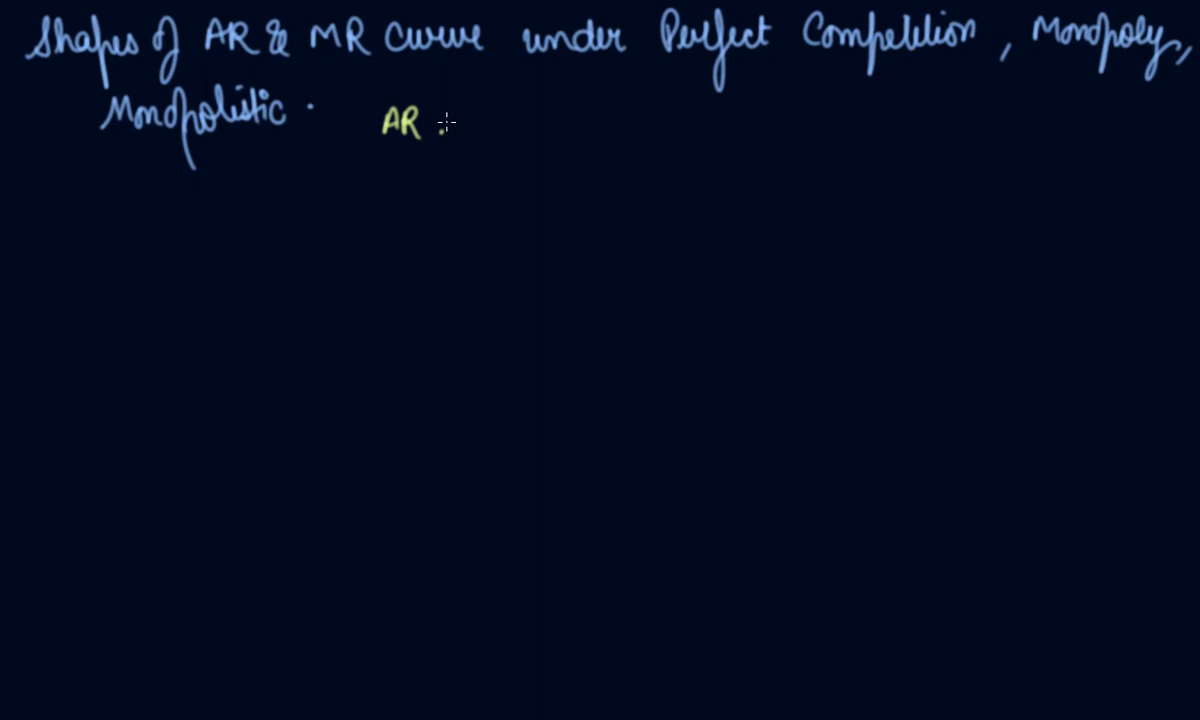 Shapes of AR & MR Curve under Perfect Competition, Monopoly,
Monopolistic. AR.